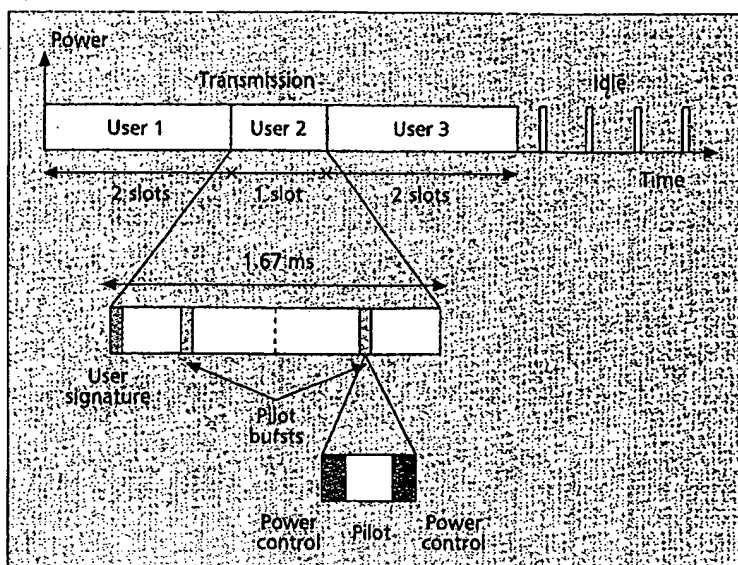 Power
Transmission
Idle
User 1
User 2
User 3
2 slots
1 slot
2 slots
Time
1.67 ms
User
signature
Pilot
bursts
Power
control
Pilot
Power
control